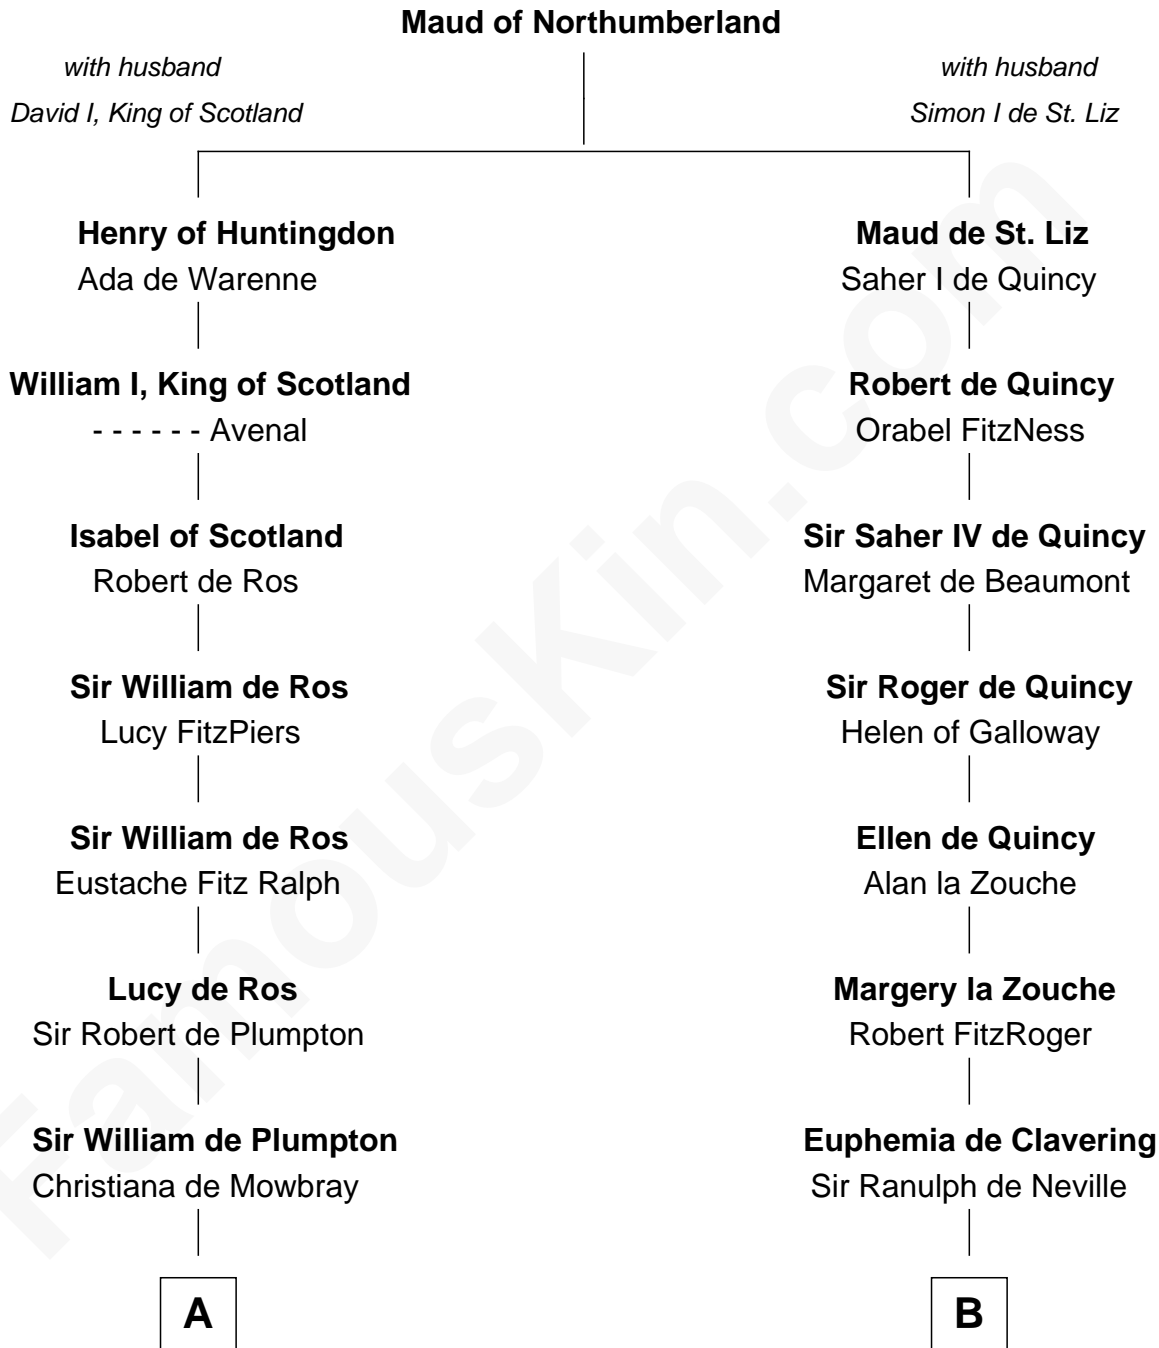 Maud of Northumberland
with husband
David I, King of Scotland
with husband
Simon I de St. Liz
Henry of Huntingdon
Ada de Warenne
Maud de St. Liz
Saher I de Quincy
William I, King of Scotland
- - - - - - Avenal
Robert de Quincy
Orabel FitzNess
Isabel of Scotland
Robert de Ros
Sir Saher IV de Quincy
Margaret de Beaumont
Sir William de Ros
Lucy FitzPiers
Sir Roger de Quincy
Helen of Galloway
Sir William de Ros
Eustache Fitz Ralph
Ellen de Quincy
Alan la Zouche
Lucy de Ros
Sir Robert de Plumpton
Margery la Zouche
Robert FitzRoger
Sir William de Plumpton
Christiana de Mowbray
Euphemia de Clavering
Sir Ranulph de Neville
A
B
FamousKin.com